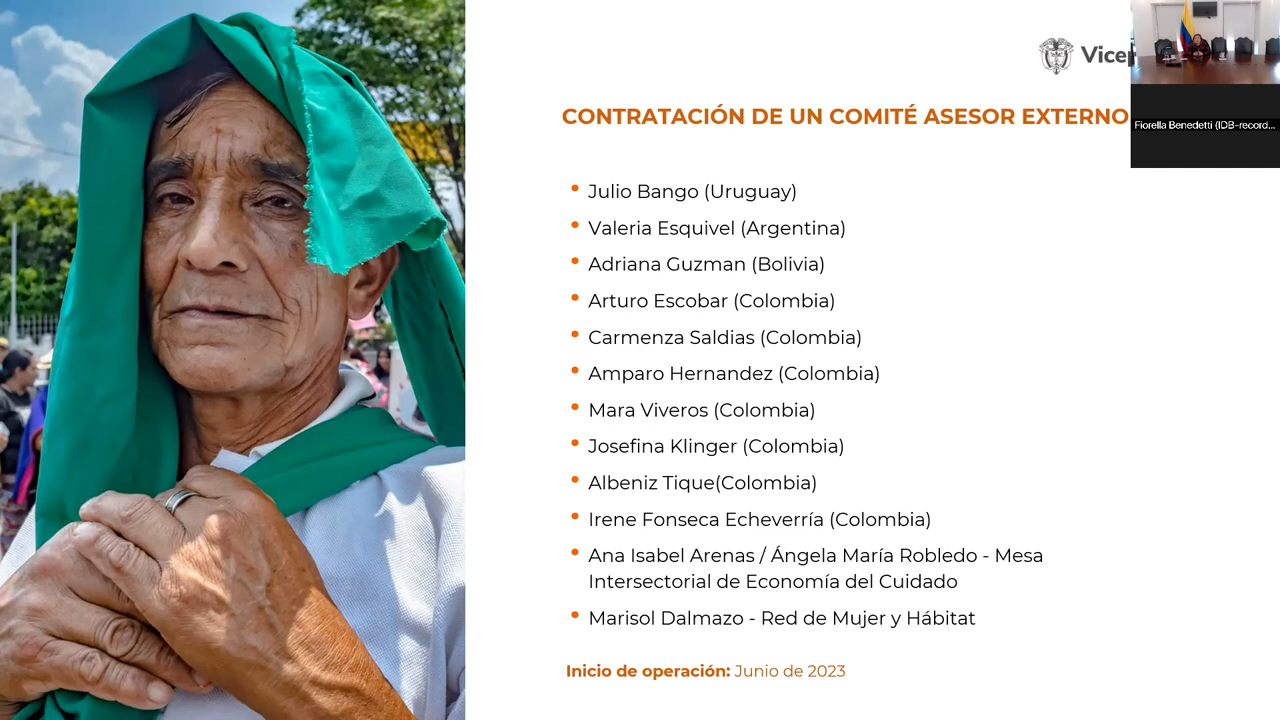 Vicep
CONTRATACIÓN DE UN COMITÉ ASESOR EXTERNO
Fiorella Benedetti (IDB-record...
• Julio Bango (Uruguay)
• Valeria Esquivel (Argentina)
• Adriana Guzman (Bolivia)
• Arturo Escobar (Colombia)
• Carmenza Saldias (Colombia)
• Amparo Hernandez (Colombia)
• Mara Viveros (Colombia)
• Josefina Klinger (Colombia)
• Albeniz Tique(Colombia)
• Irene Fonseca Echeverría (Colombia)
• Ana Isabel Arenas / Ángela María Robledo - Mesa
Intersectorial de Economía del Cuidado
• Marisol Dalmazo - Red de Mujer y Hábitat
Inicio de operación: Junio de 2023